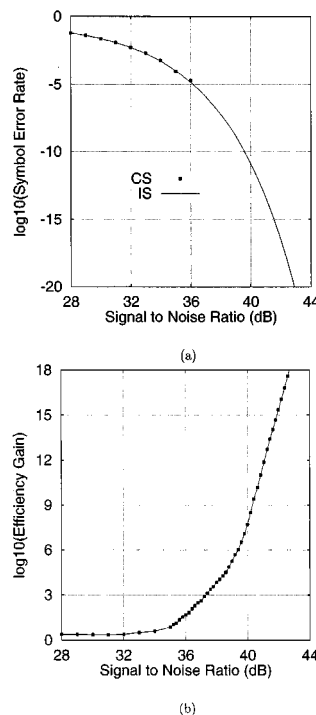 0
-5
-10
-15
-20
log10(Symbol Error Rate)
CS
IS
28 32 36 40 44
Signal to Noise Ratio (dB)
(a)
18
15
12
9
6
3
0
log10(Efficiency Gain)
28 32 36 40 44
Signal to Noise Ratio (dB)
(b)